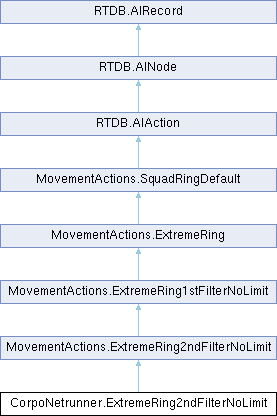 RTDB.AIRecord
RTDB.AINode
RTDB.AIAction
MovementActions.SquadRingDefault
MovementActions.ExtremeRing
MovementActions.ExtremeRing1stFilterNoLimit
MovementActions.ExtremeRing2ndFilterNoLimit
CorpoNetrunner.ExtremeRing2ndFilterNoLimit